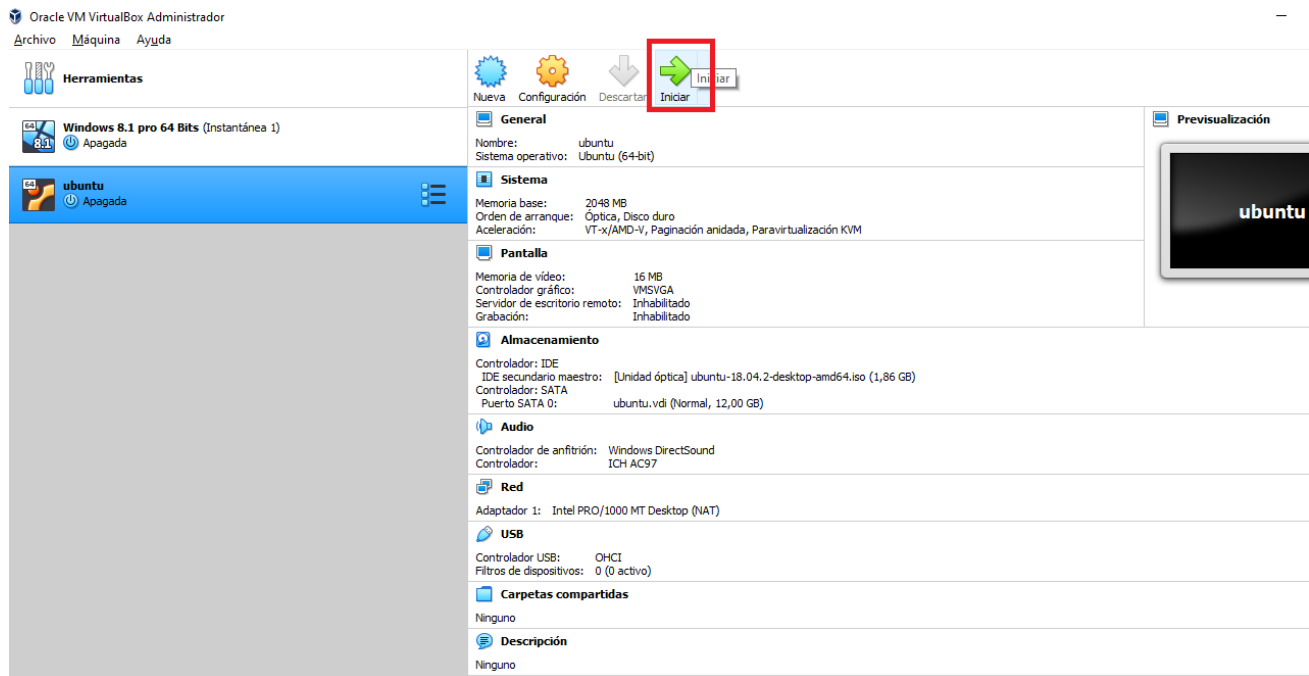 Oracle VM VirtualBox Administrador
Archivo Máquina Ayuda
Herramientas
Nueva Configuración Descartar Iniciar
Iniciar
64 8.1 Windows 8.1 pro 64 Bits (Instantánea 1)
Apagada
64 ubuntu
Apagada
General
Nombre: ubuntu
Sistema operativo: Ubuntu (64-bit)
Previsualización
ubuntu
Sistema
Memoria base: 2048 MB
Orden de arranque: Óptica, Disco duro
Aceleración: VT-x/AMD-V, Paginación anidada, Paravirtualización KVM
Pantalla
Memoria de vídeo: 16 MB
Controlador gráfico: VMSVGA
Servidor de escritorio remoto: Inhabilitado
Grabación: Inhabilitado
Almacenamiento
Controlador: IDE
IDE secundario maestro: [Unidad óptica] ubuntu-18.04.2-desktop-amd64.iso (1,86 GB)
Controlador: SATA
Puerto SATA 0: ubuntu.vdi (Normal, 12,00 GB)
Audio
Controlador de anfitrión: Windows DirectSound
Controlador: ICH AC97
Red
Adaptador 1: Intel PRO/1000 MT Desktop (NAT)
USB
Controlador USB: OHCI
Filtros de dispositivos: 0 (0 activo)
Carpetas compartidas
Ninguno
Descripción
Ninguno